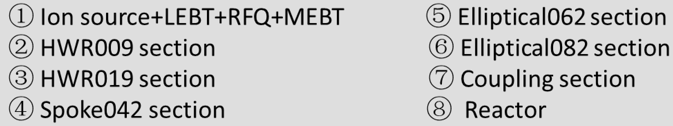 ① Ion source+LEBT+RFQ+MEBT
② HWR009 section
③ HWR019 section
④ Spoke042 section
⑤ Elliptical062 section
⑥ Elliptical082 section
⑦ Coupling section
⑧ Reactor